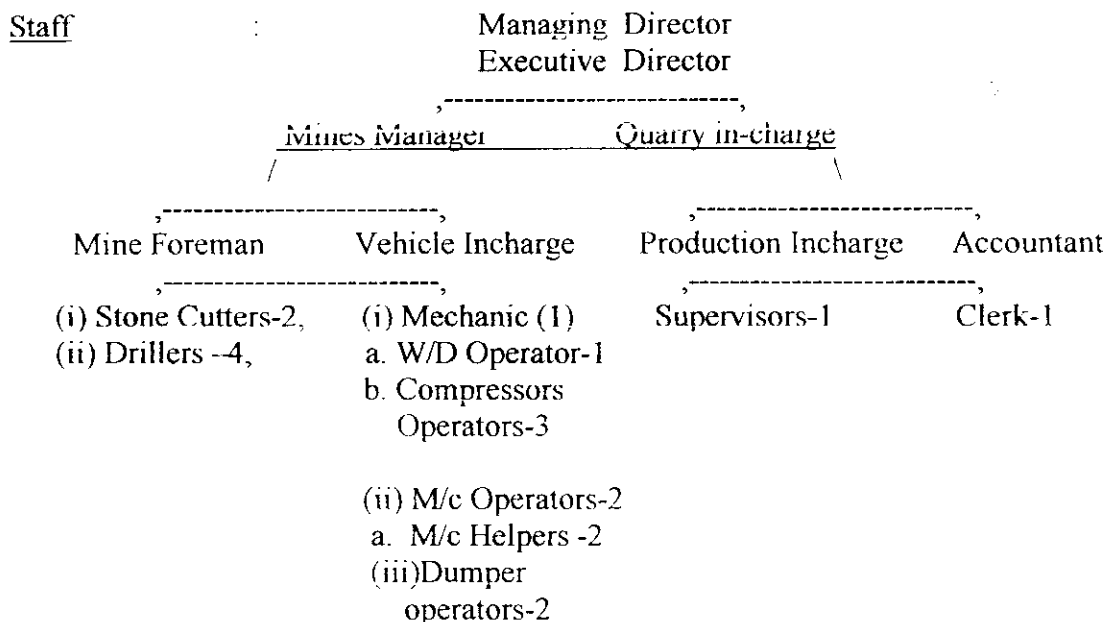 Staff : Managing Director
Executive Director
Mines Manager Quarry in-charge
Mine Foreman Vehicle Incharge Production Incharge Accountant
(i) Stone Cutters-2, (i) Mechanic (1) Supervisors-1 Clerk-1
(ii) Drillers --4, a. W/D Operator-1
b. Compressors
Operators-3
(ii) M/c Operators-2
a. M/c Helpers -2
(iii)Dumper
operators-2